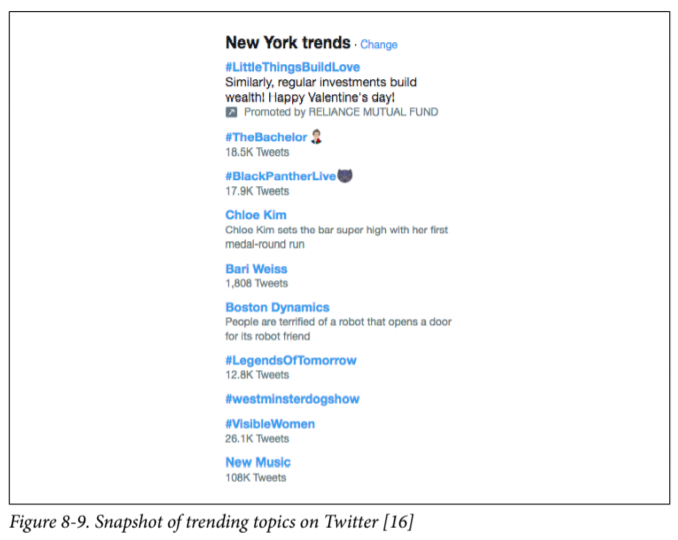 New York trends · Change
#LittleThingsBuildLove
Similarly, regular investments build
wealth! Happy Valentine's day!
Promoted by RELIANCE MUTUAL FUND
#TheBachelor
18.5K Tweets
#BlackPantherLive
17.9K Tweets
Chloe Kim
Chloe Kim sets the bar super high with her first
medal-round run
Bari Weiss
1,808 Tweets
Boston Dynamics
People are terrified of a robot that opens a door
for its robot friend
#LegendsOfTomorrow
12.8K Tweets
#westminsterdogshow
#VisibleWomen
26.1K Tweets
New Music
108K Tweets
Figure 8-9. Snapshot of trending topics on Twitter [16]